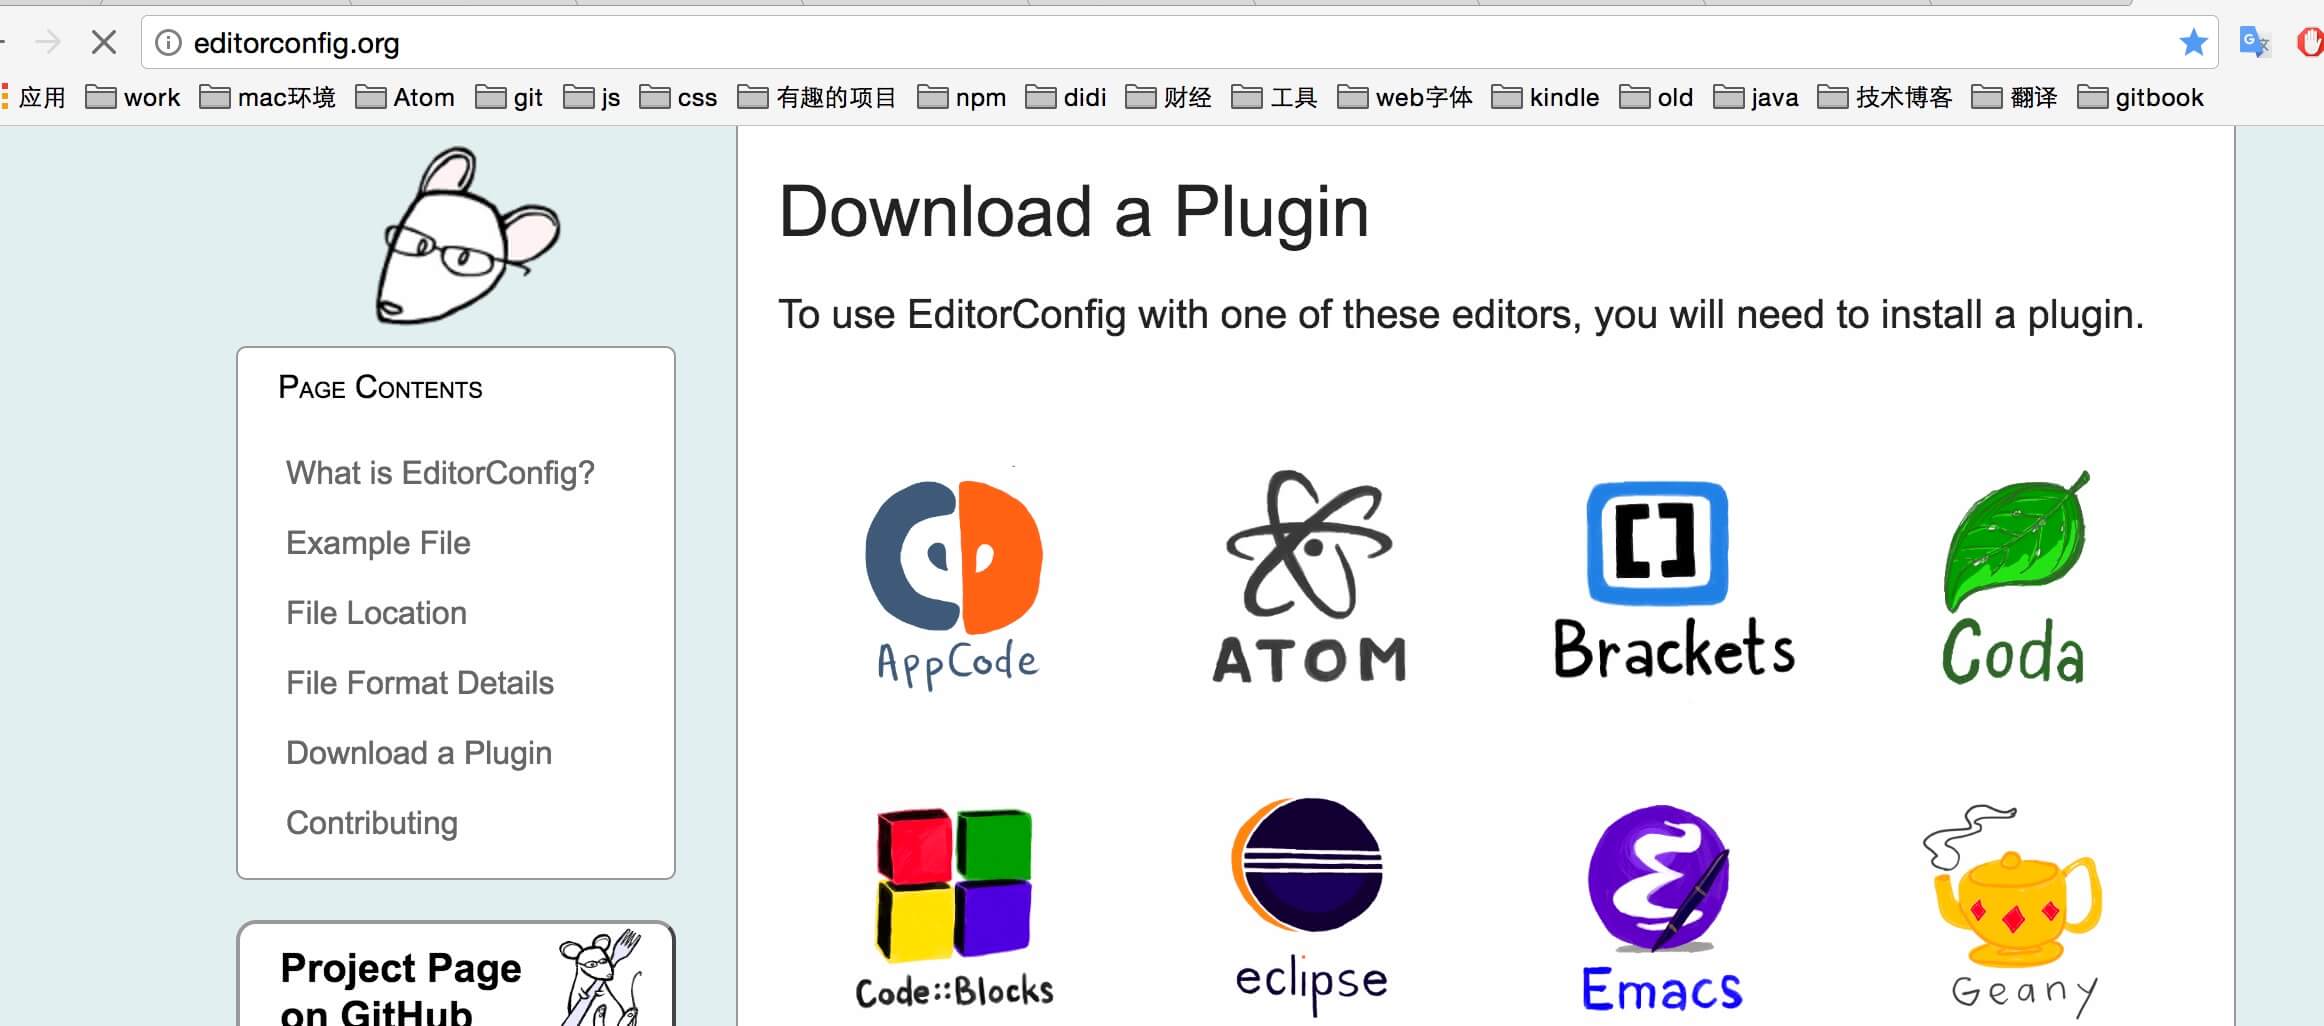 editorconfig.org
应用 work mac环境 Atom git js css 有趣的项目 npm didi 财经 工具 web字体 kindle old java 技术博客 翻译 gitbook
Download a Plugin
To use EditorConfig with one of these editors, you will need to install a plugin.
PAGE CONTENTS
What is EditorConfig?
Example File
File Location
File Format Details
Download a Plugin
Contributing
Project Page
on GitHub
AppCode
ATOM
Brackets
Coda
Code::Blocks
eclipse
Emacs
Geany